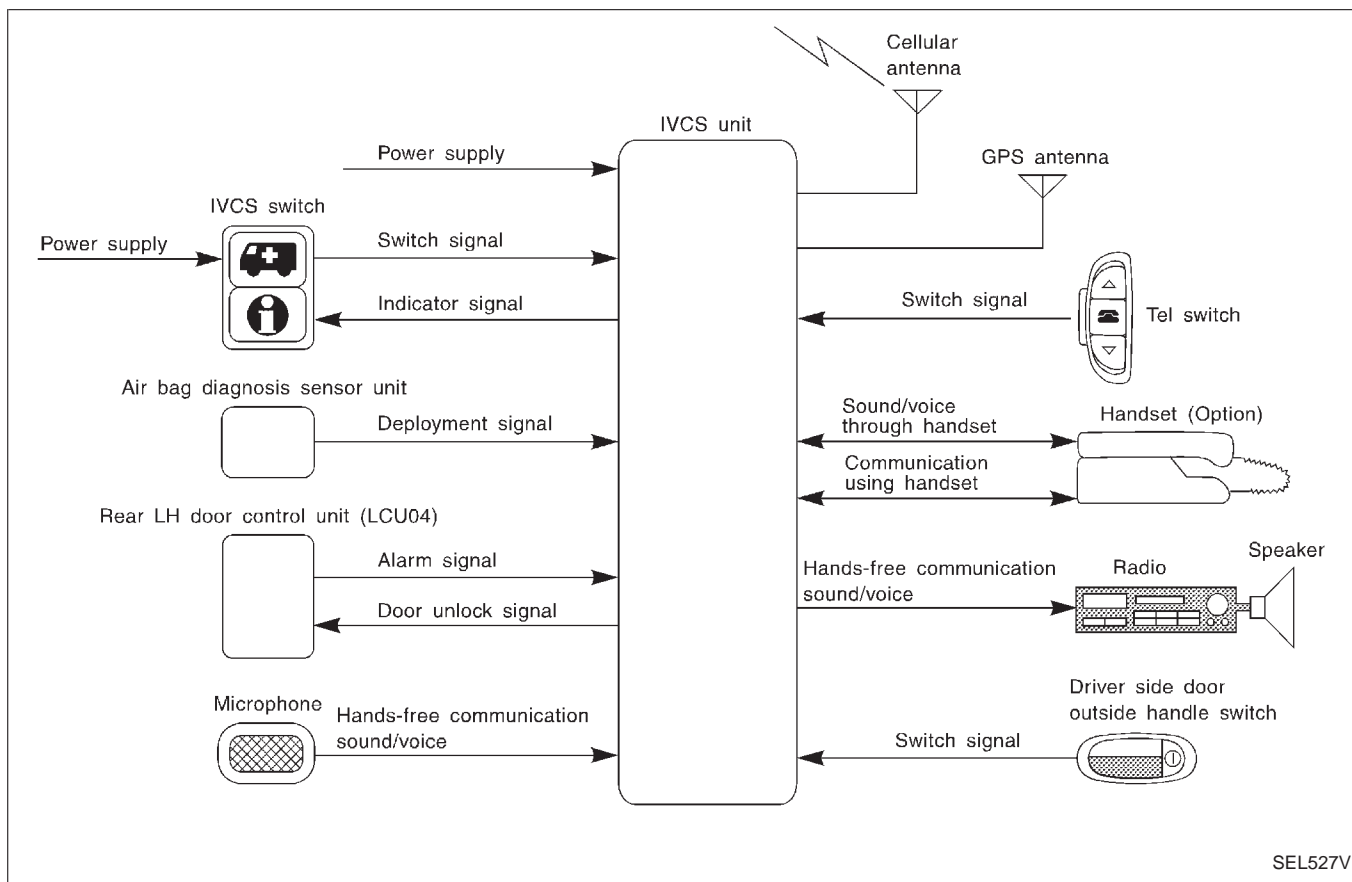 Cellular
antenna
IVCS unit
GPS antenna
Power supply
IVCS switch
Power supply
Switch signal
Indicator signal
Switch signal
Tel switch
Air bag diagnosis sensor unit
Deployment signal
Sound/voice
through handset
Handset (Option)
Communication
using handset
Rear LH door control unit (LCU04)
Alarm signal
Door unlock signal
Hands-free communication
sound/voice
Radio
Speaker
Microphone
Hands-free communication
sound/voice
Driver side door
outside handle switch
Switch signal
SEL527V